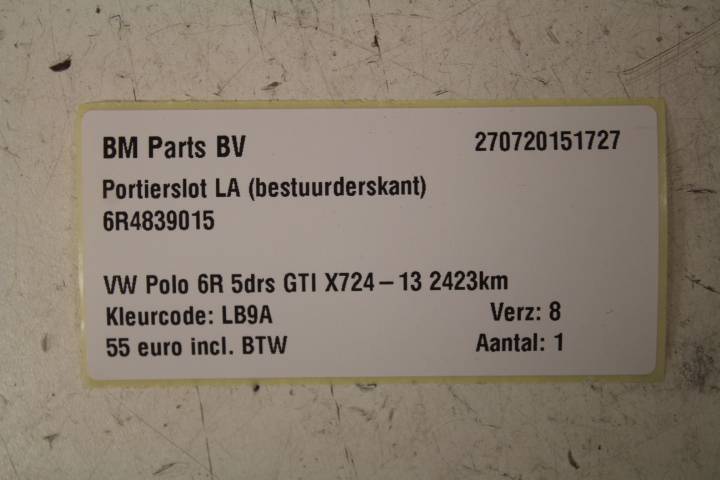 BM Parts BV 270720151727
Portierslot LA (bestuurderskant)
6R4839015
VW Polo 6R 5drs GTI X724 – 13 2423km
Kleurcode: LB9A Verz: 8
55 euro incl. BTW Aantal: 1